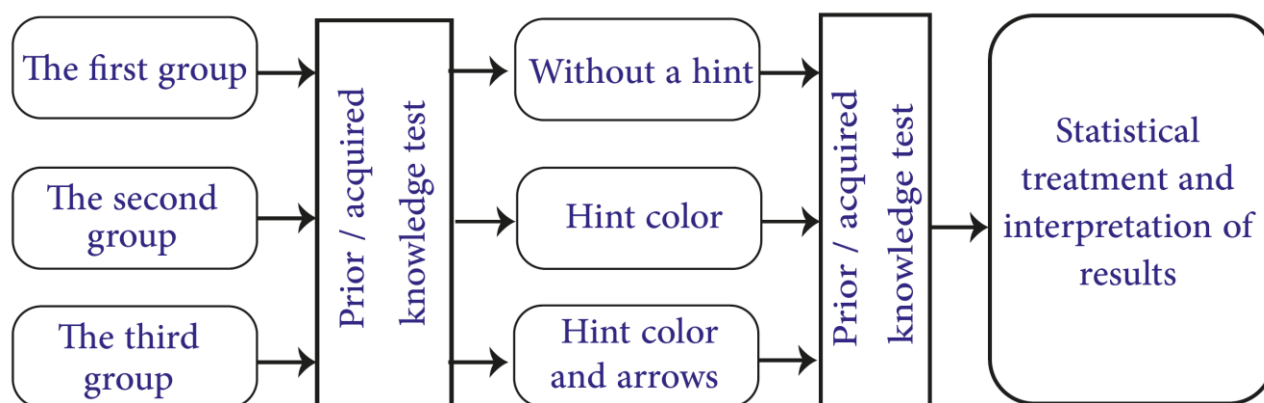 The first group
The second
group
The third
group
Prior / acquired
knowledge test
Without a hint
Hint color
Hint color
and arrows
Prior / acquired
knowledge test
Statistical
treatment and
interpretation of
results